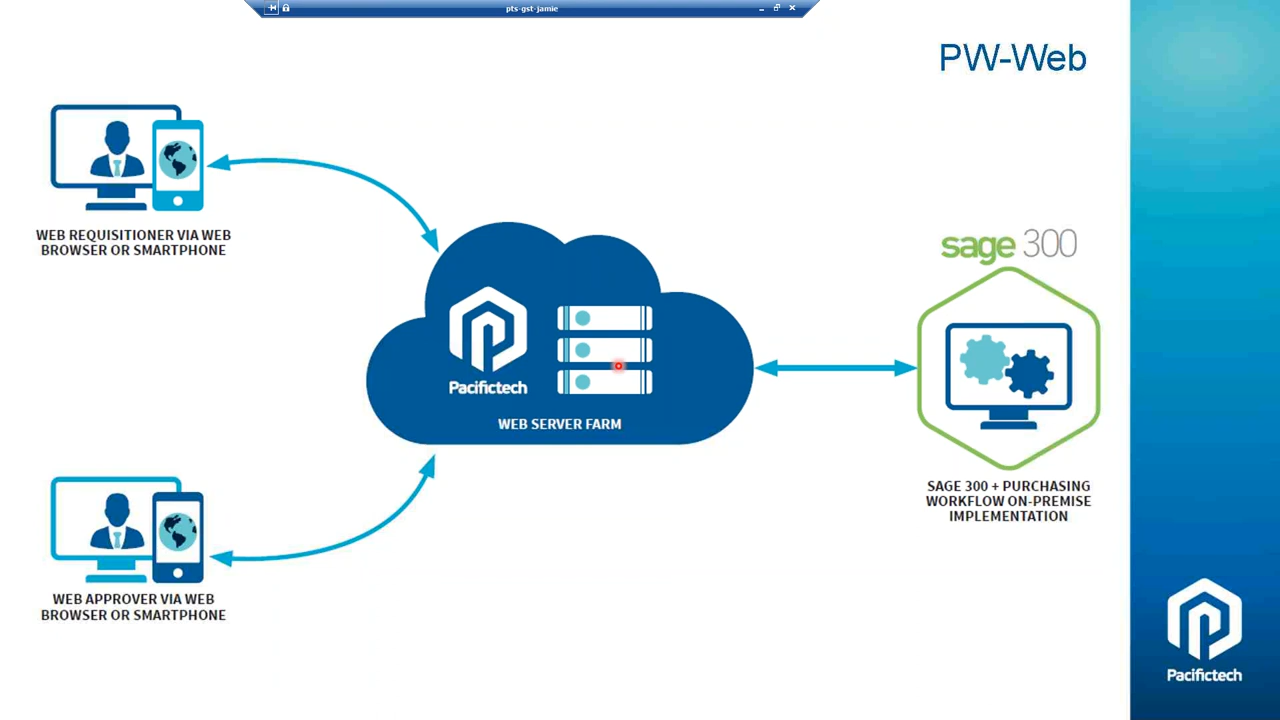 pts-gst-jamie
PW-Web
WEB REQUISITIONER VIA WEB
BROWSER OR SMARTPHONE
sage 300
Pacifictech
WEB SERVER FARM
SAGE 300 + PURCHASING
WORKFLOW ON-PREMISE
IMPLEMENTATION
WEB APPROVER VIA WEB
BROWSER OR SMARTPHONE
Pacifictech